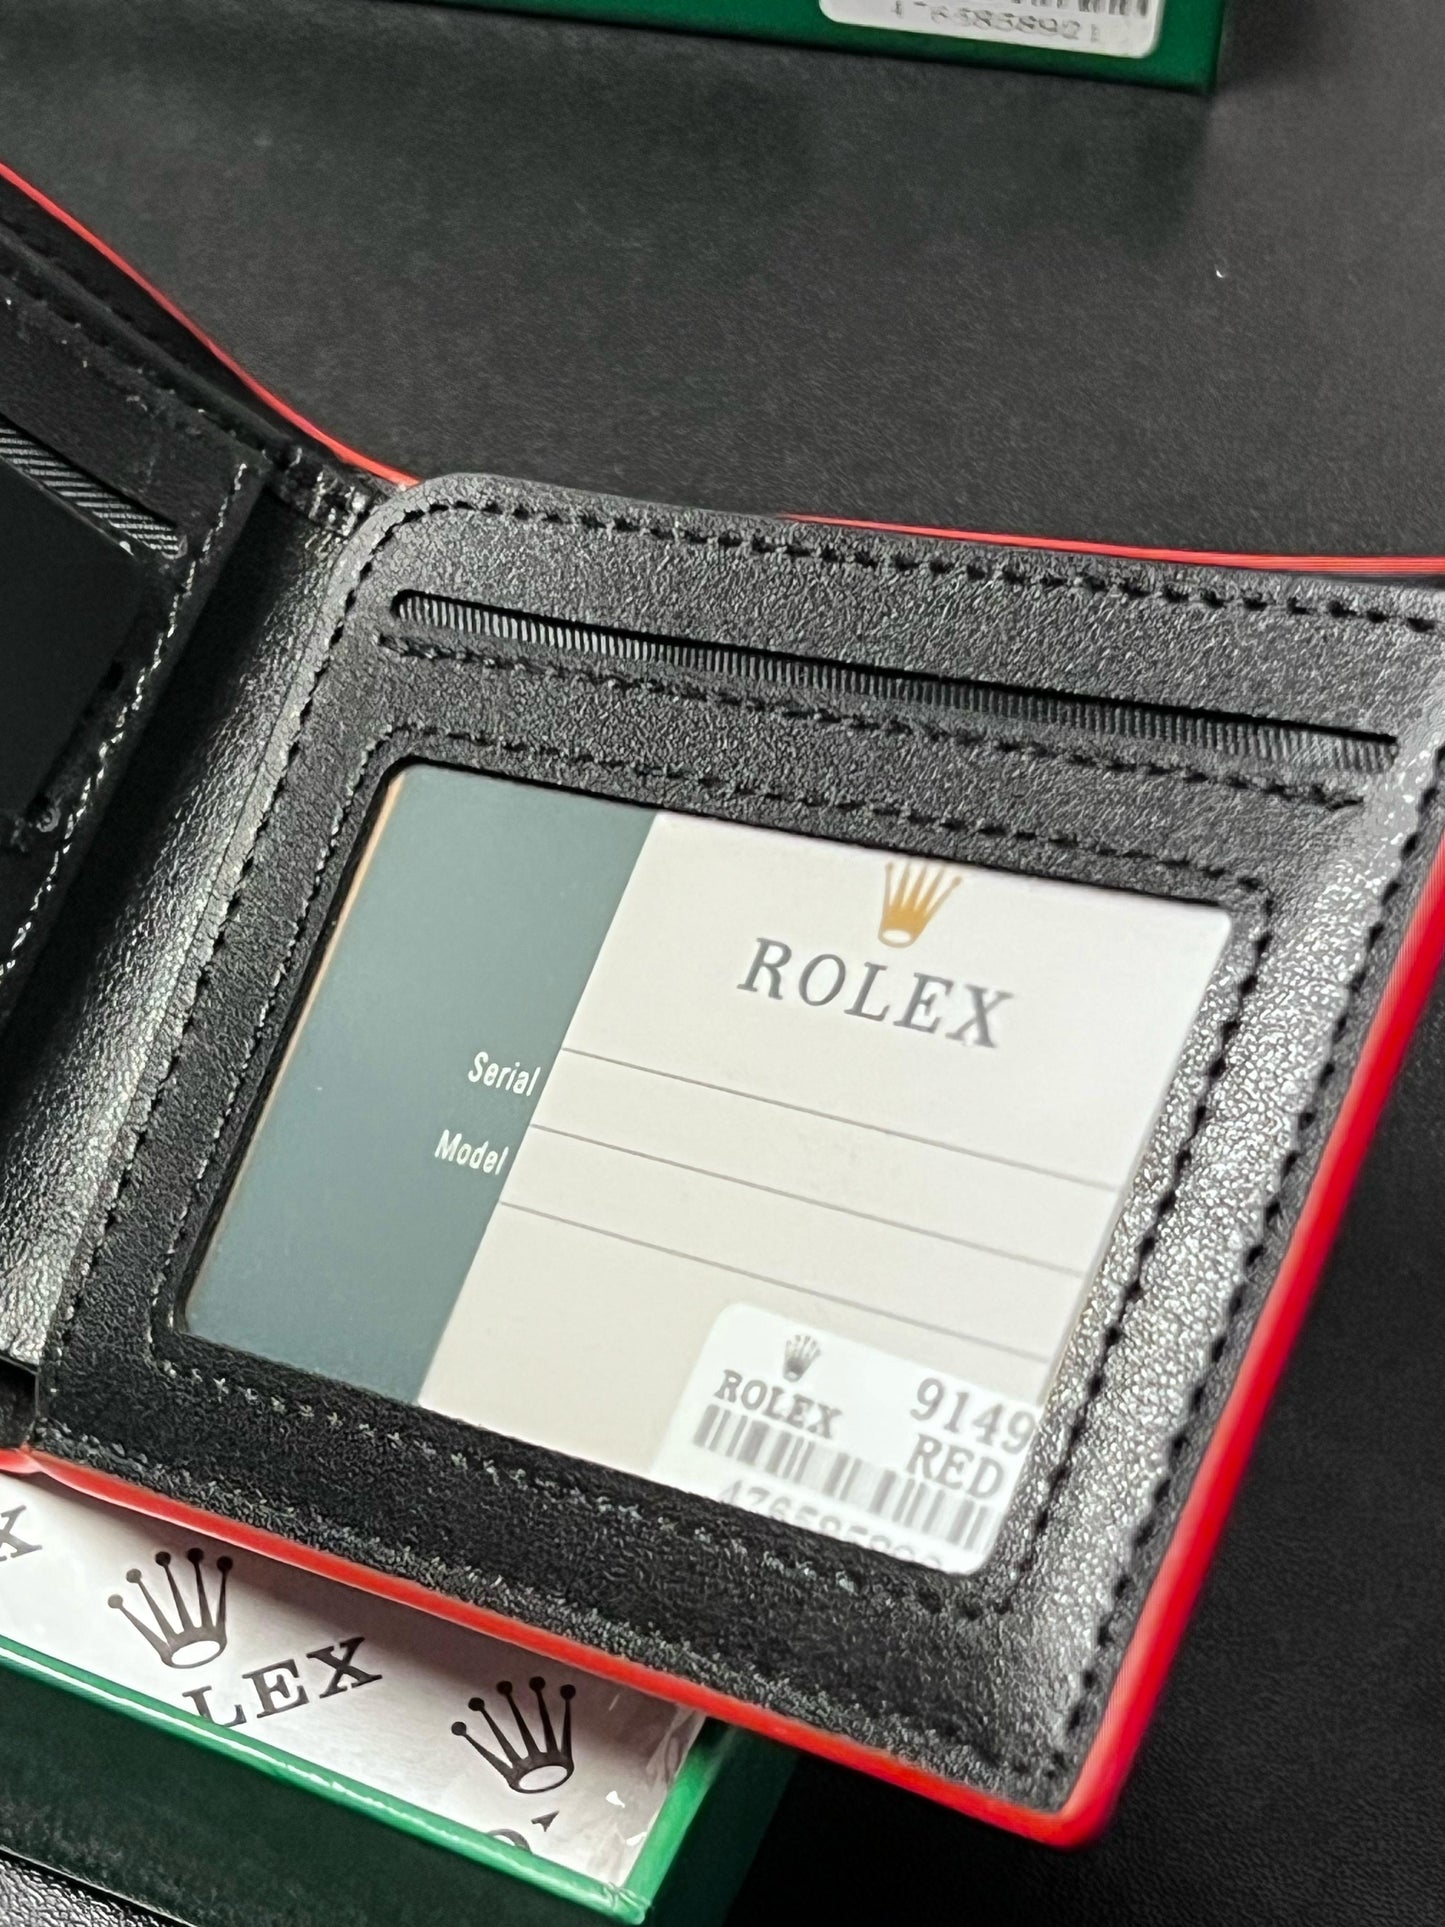 ROLEX
Serial
Model
ROLEX
9149
RED
LEX